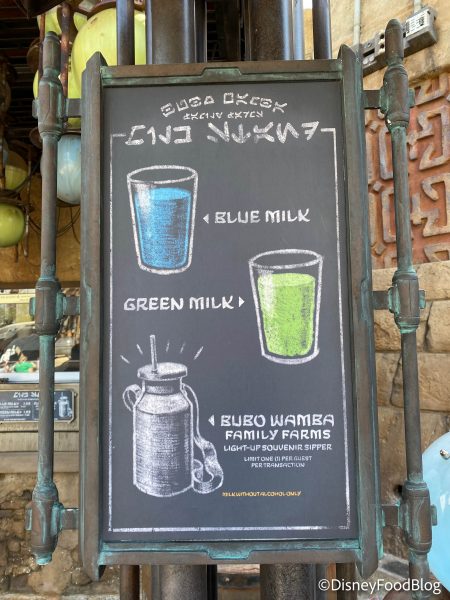 BLUE MILK
GREEN MILK
BUBO WAMBA
FAMILY FARMS
LIGHT-UP SOUVENIR SIPPER
LIMIT ONE (1) PER GUEST
PER TRANSACTION
MILK WITHOUT ALCOHOL ONLY
©DisneyFoodBlog